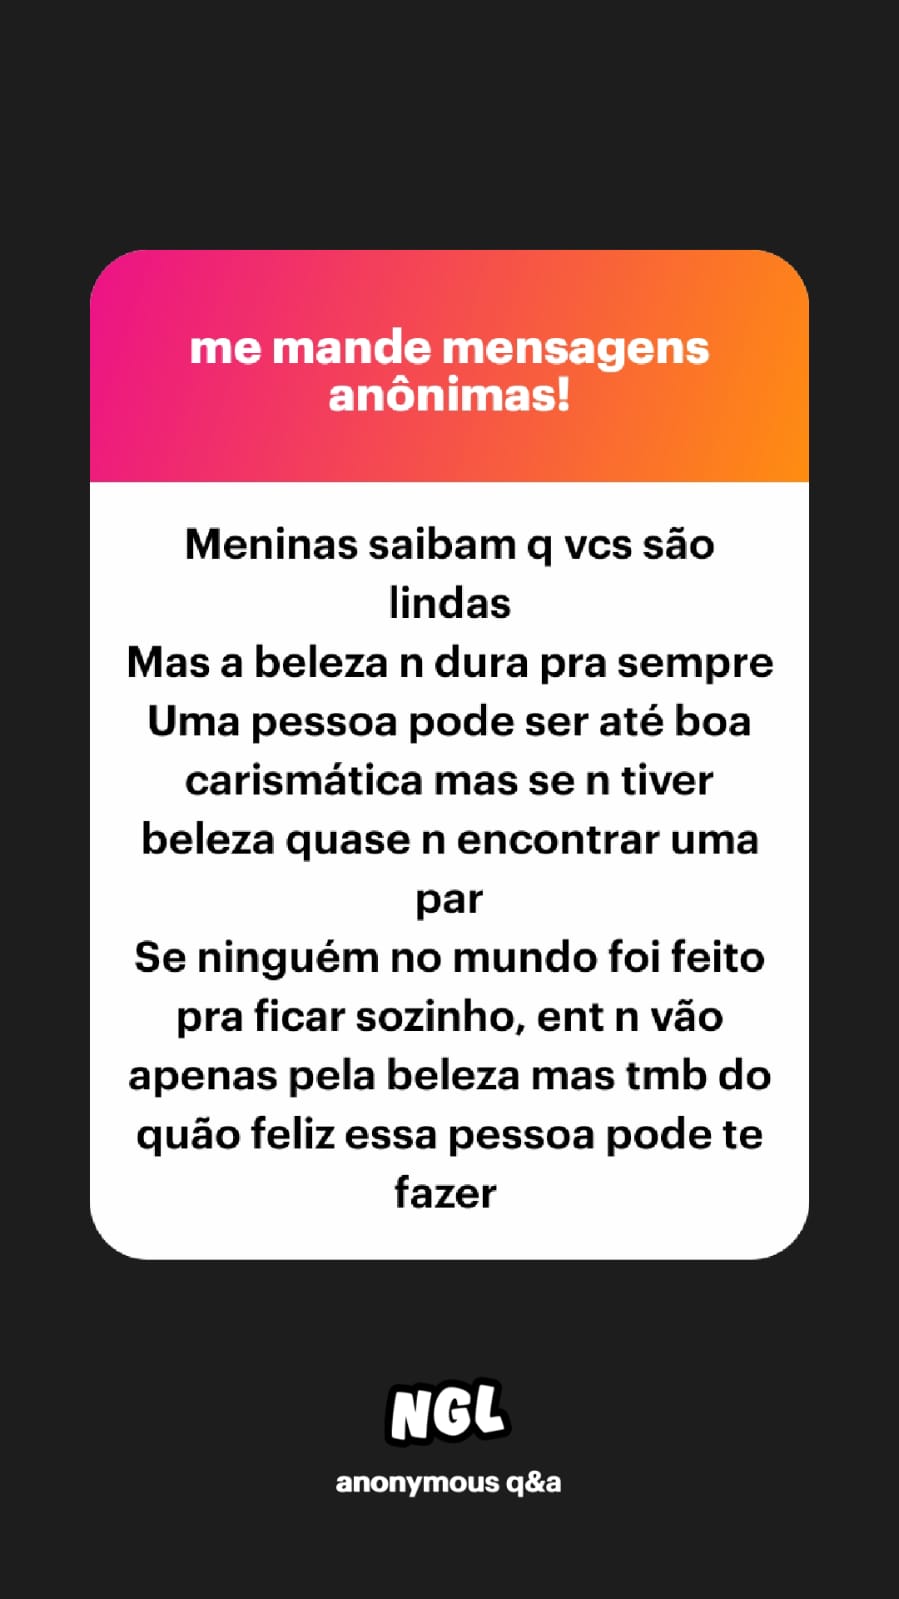 me mande mensagens
anônimas!
Meninas saibam q vcs são
lindas
Mas a beleza n dura pra sempre
Uma pessoa pode ser até boa
carismática mas se n tiver
beleza quase n encontrar uma
par
Se ninguém no mundo foi feito
pra ficar sozinho, ent n vão
apenas pela beleza mas tmb do
quão feliz essa pessoa pode te
fazer
NGL
anonymous q&a